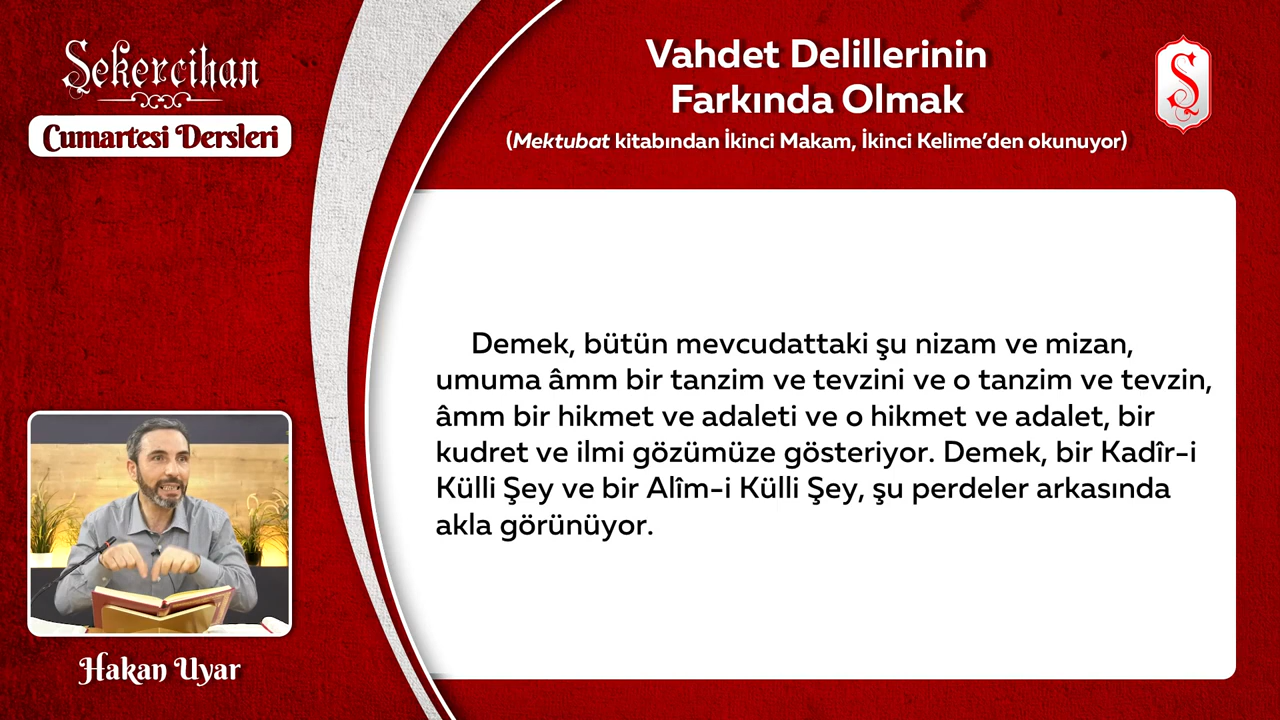 Şekercihan
Cumartesi Dersleri
Vahdet Delillerinin
Farkında Olmak
(Mektubat kitabından İkinci Makam, İkinci Kelime’den okunuyor)
Ş
Demek, bütün mevcudattaki şu nizam ve mizan,
umuma âmm bir tanzim ve tevzini ve o tanzim ve tevzin,
âmm bir hikmet ve adaleti ve o hikmet ve adalet, bir
kudret ve ilmi gözümüze gösteriyor. Demek, bir Kadîr-i
Külli Şey ve bir Alîm-i Külli Şey, şu perdeler arkasında
akla görünüyor.
Hakan Uyar